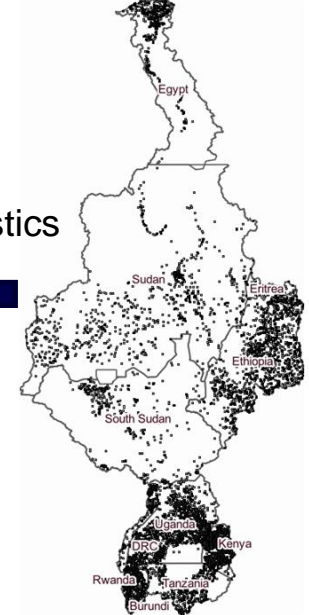 Egypt
stics
Sudan
Eritrea
Ethiopia
South Sudan
Uganda
DRC
Kenya
Rwanda
Tanzania
Burundi